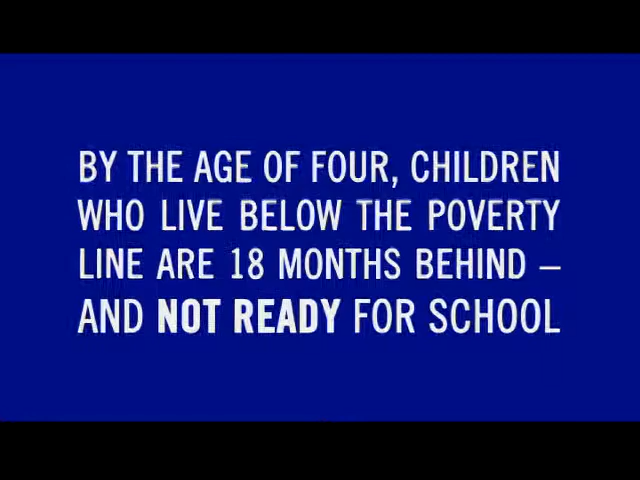 BY THE AGE OF FOUR, CHILDREN
WHO LIVE BELOW THE POVERTY
LINE ARE 18 MONTHS BEHIND –
AND NOT READY FOR SCHOOL